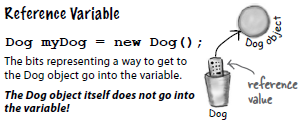 Reference Variable
Dog myDog = new Dog();
The bits representing a way to get to
the Dog object go into the variable.
The Dog object itself does not go into
the variable!
Dog object
reference
value
Dog